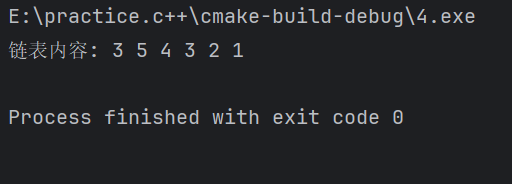 E:\practice.c++\cmake-build-debug\4.exe
链表内容: 3 5 4 3 2 1
Process finished with exit code 0